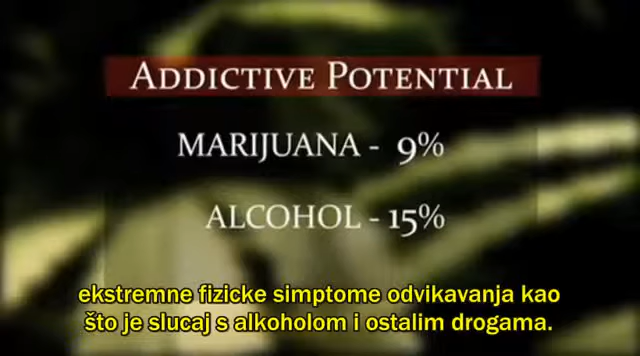 ADDICTIVE POTENTIAL
MARIJUANA - 9%
ALCOHOL - 15%
ekstremne fizicke simptome odvikavanja kao
što je slucaj s alkoholom i ostalim drogama.